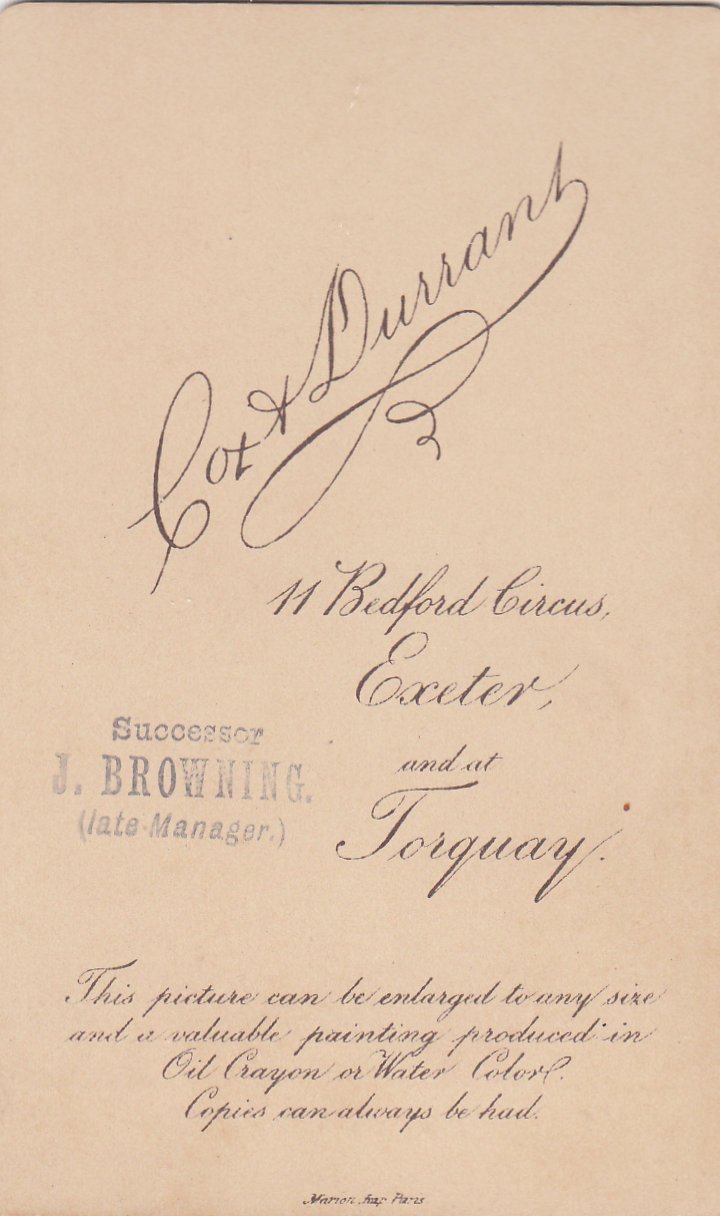 Cox & Durrant
11 Bedford Circus,
Exeter,
and at
Torquay.
Successor
J. BROWNING.
(late Manager.)
This picture can be enlarged to any size
and a valuable painting produced in
Oil Crayon or Water Color.
Copies can always be had.
Marion Imp Paris